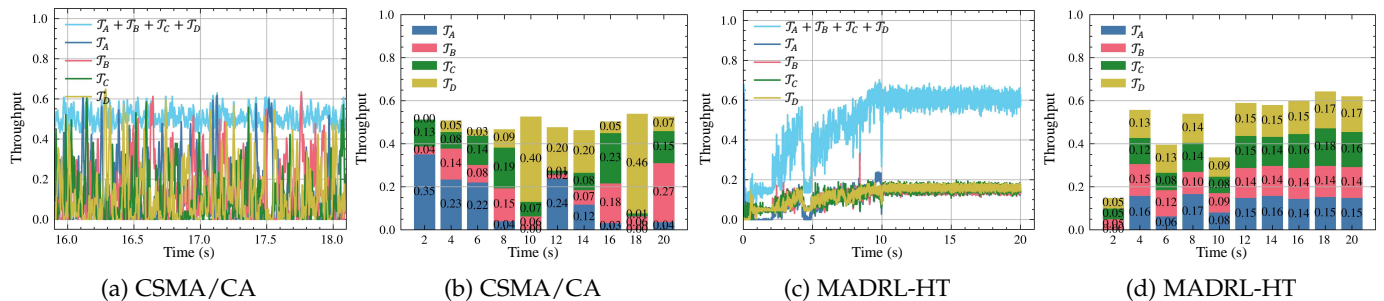 1.0
0.8
0.6
0.4
0.2
0.0
Throughput
𝒯A + 𝒯B + 𝒯C + 𝒯D
𝒯A
𝒯B
𝒯C
𝒯D
16.0 16.5 17.0 17.5 18.0
Time (s)
(a) CSMA/CA
1.0
0.8
0.6
0.4
0.2
0.0
Throughput
𝒯A
𝒯B
𝒯C
𝒯D
0.00 0.13 0.04 0.35
0.05 0.08 0.14 0.23
0.03 0.14 0.08 0.22
0.09 0.19 0.15 0.04
0.40 0.07 0.06 0.00
0.20 0.01 0.24
0.20 0.08 0.07 0.12
0.05 0.23 0.18 0.03
0.46 0.01 0.06 0.00
0.07 0.15 0.27 0.04
2 4 6 8 10 12 14 16 18 20
Time (s)
(b) CSMA/CA
1.0
0.8
0.6
0.4
0.2
0.0
Throughput
𝒯A + 𝒯B + 𝒯C + 𝒯D
𝒯A
𝒯B
𝒯C
𝒯D
0 5 10 15 20
Time (s)
(c) MADRL-HT
1.0
0.8
0.6
0.4
0.2
0.0
Throughput
𝒯A
𝒯B
𝒯C
𝒯D
0.05 0.05
0.13 0.12 0.15 0.16
0.13 0.08 0.12 0.06
0.14 0.14 0.10 0.17
0.09 0.08 0.09 0.08
0.15 0.15 0.14 0.15
0.15 0.14 0.14 0.16
0.15 0.16 0.14 0.14
0.17 0.18 0.14 0.15
0.17 0.16 0.14 0.15
2 4 6 8 10 12 14 16 18 20
Time (s)
(d) MADRL-HT